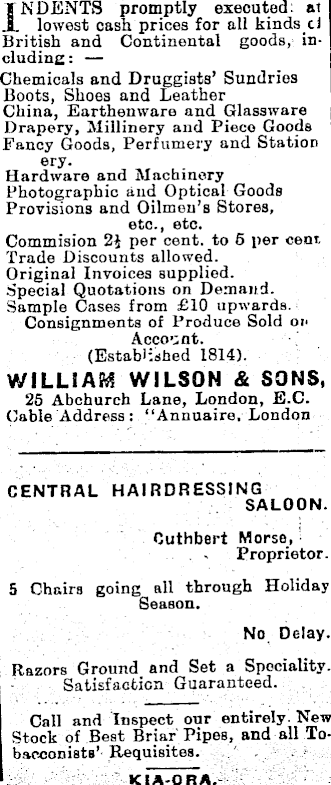 INDENTS promptly executed at
lowest cash prices for all kinds of
British and Continental goods, in-
cluding: —
Chemicals and Druggists' Sundries
Boots, Shoes and Leather
China, Earthenware and Glassware
Drapery, Millinery and Piece Goods
Fancy Goods, Perfumery and Station
ery.
Hardware and Machinery
Photographic and Optical Goods
Provisions and Oilmen's Stores,
etc., etc.
Commision 2½ per cent. to 5 per cent.
Trade Discounts allowed.
Original Invoices supplied.
Special Quotations on Demand.
Sample Cases from £10 upwards.
Consignments of Produce Sold on
Account.
(Established 1814).
WILLIAM WILSON & SONS,
25 Abchurch Lane, London, E.C.
Cable Address: "Annuaire, London
CENTRAL HAIRDRESSING
SALOON.
Cuthbert Morse,
Proprietor.
5 Chairs going all through Holiday
Season.
No Delay.
Razors Ground and Set a Speciality.
Satisfaction Guaranteed.
Call and Inspect our entirely New
Stock of Best Briar Pipes, and all To-
bacconists' Requisites.
KIA-ORA.